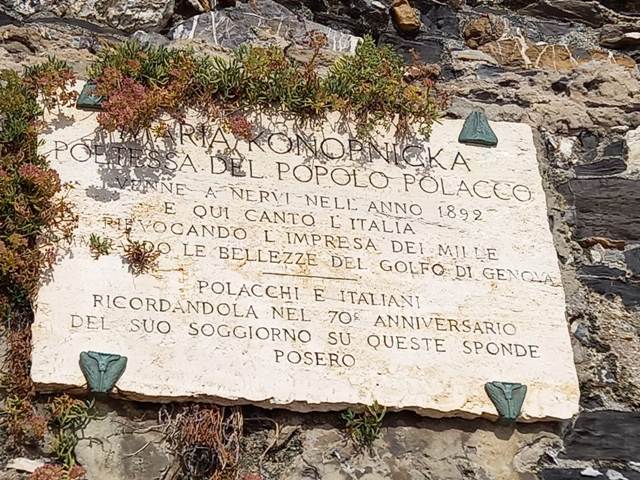 MARIA KONOPNICKA
POETESSA DEL POPOLO POLACCO
VENNE A NERVI NELL ANNO 1892
E QUI CANTO L'ITALIA
RIEVOCANDO L IMPRESA DEI MILLE
LE BELLEZZE DEL GOLFO DI GENOVA
POLACCHI E ITALIANI
RICORDANDOLA NEL 70º ANNIVERSARIO
DEL SUO SOGGIORNO SU QUESTE SPONDE
POSERO